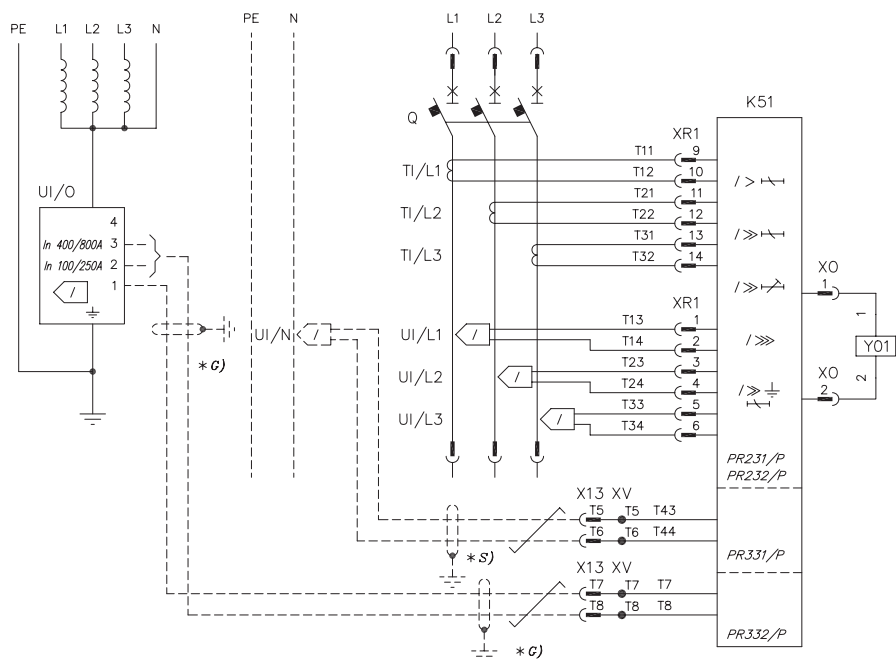 PE L1 L2 L3 N
PE N
L1 L2 L3
Q
K51
XR1
T11 9
T12 10
T21 11
T22 12
T31 13
T32 14
TI/L1
TI/L2
TI/L3
UI/O
4
In 400/800A 3
In 100/250A 2
1
/
*G)
UI/N /
XR1
T13 1
T14 2
T23 3
T24 4
T33 5
T34 6
UI/L1 /
UI/L2 /
UI/L3 /
/>
/≫
/≫
/⋙
/≫
XO
1
1
Y01
2
XO
2
PR231/P
PR232/P
X13 XV
T5 T5 T43
T6 T6 T44
*S)
PR331/P
X13 XV
T7 T7 T7
T8 T8 T8
*G)
PR332/P